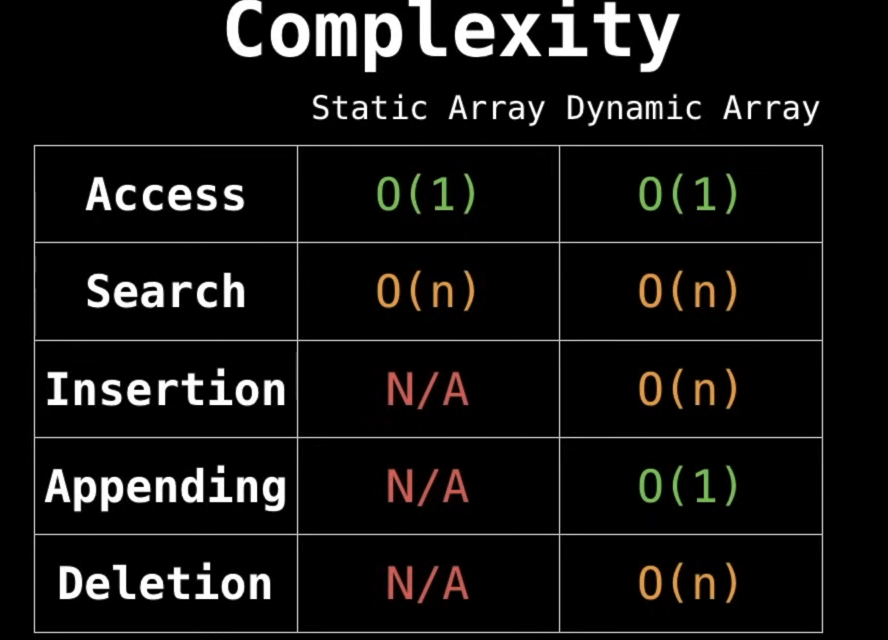 Complexity
Static Array Dynamic Array
Access O(1) O(1)
Search O(n) O(n)
Insertion N/A O(n)
Appending N/A O(1)
Deletion N/A O(n)